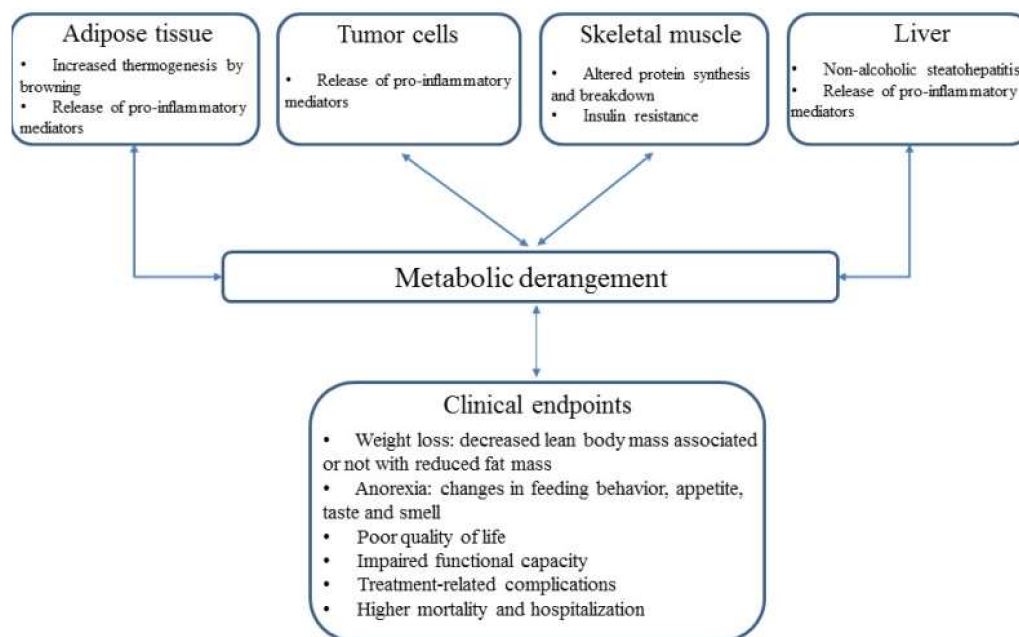 Adipose tissue
• Increased thermogenesis by
browning
• Release of pro-inflammatory
mediators
Tumor cells
• Release of pro-inflammatory
mediators
Skeletal muscle
• Altered protein synthesis
and breakdown
• Insulin resistance
Liver
• Non-alcoholic steatohepatitis
• Release of pro-inflammatory
mediators
Metabolic derangement
Clinical endpoints
• Weight loss: decreased lean body mass associated
or not with reduced fat mass
• Anorexia: changes in feeding behavior, appetite,
taste and smell
• Poor quality of life
• Impaired functional capacity
• Treatment-related complications
• Higher mortality and hospitalization